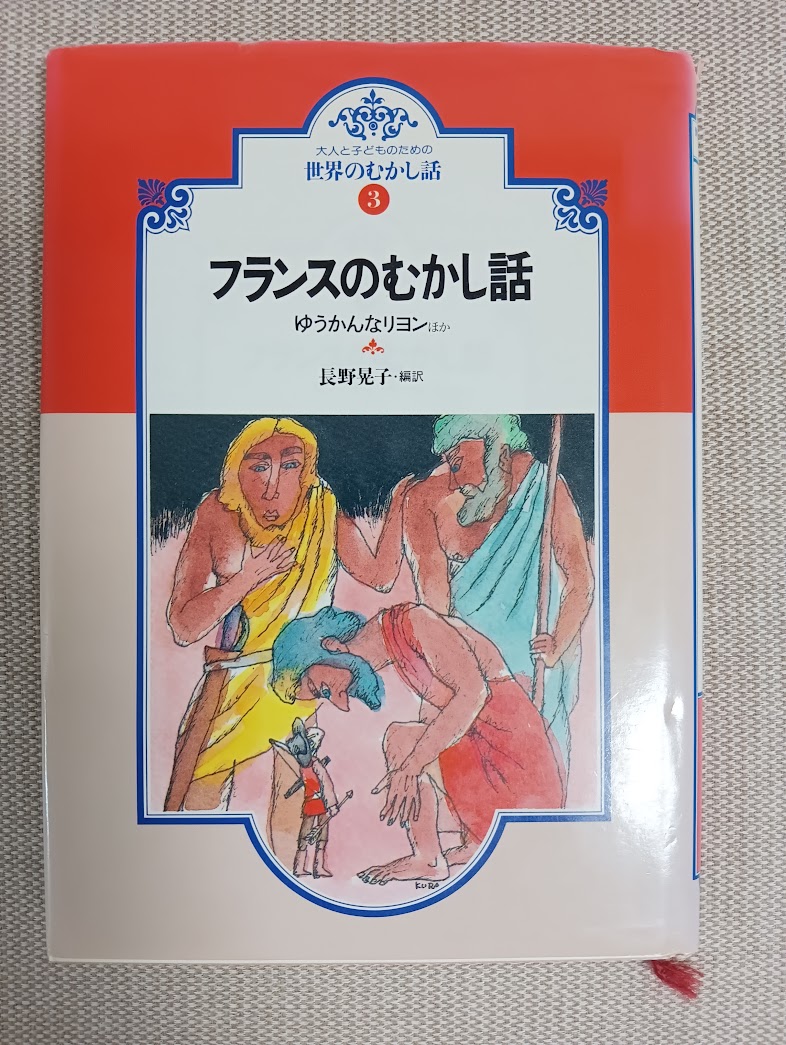 大人と子どものための
世界のむかし話
3
フランスのむかし話
ゆうかんなリヨンほか
長野晃子・編訳
KURO